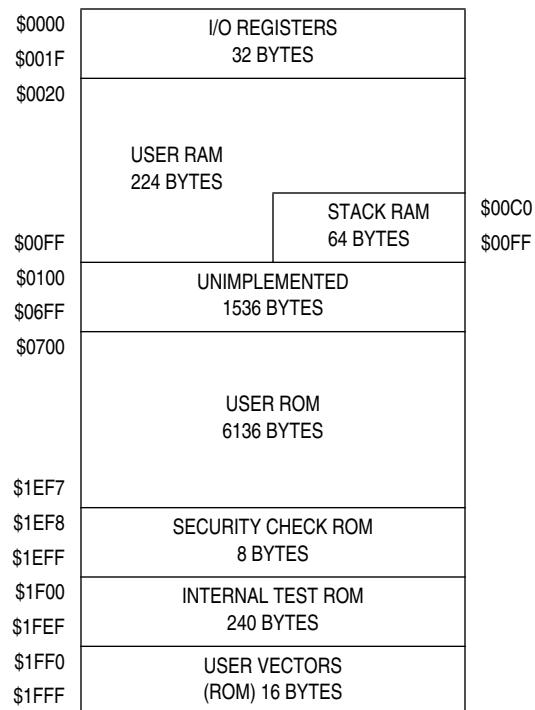 $0000
I/O REGISTERS
$001F
32 BYTES
$0020
USER RAM
224 BYTES
STACK RAM
$00C0
$00FF
64 BYTES
$00FF
$0100
UNIMPLEMENTED
$06FF
1536 BYTES
$0700
USER ROM
6136 BYTES
$1EF7
$1EF8
SECURITY CHECK ROM
$1EFF
8 BYTES
$1F00
INTERNAL TEST ROM
$1FEF
240 BYTES
$1FF0
USER VECTORS
$1FFF
(ROM) 16 BYTES